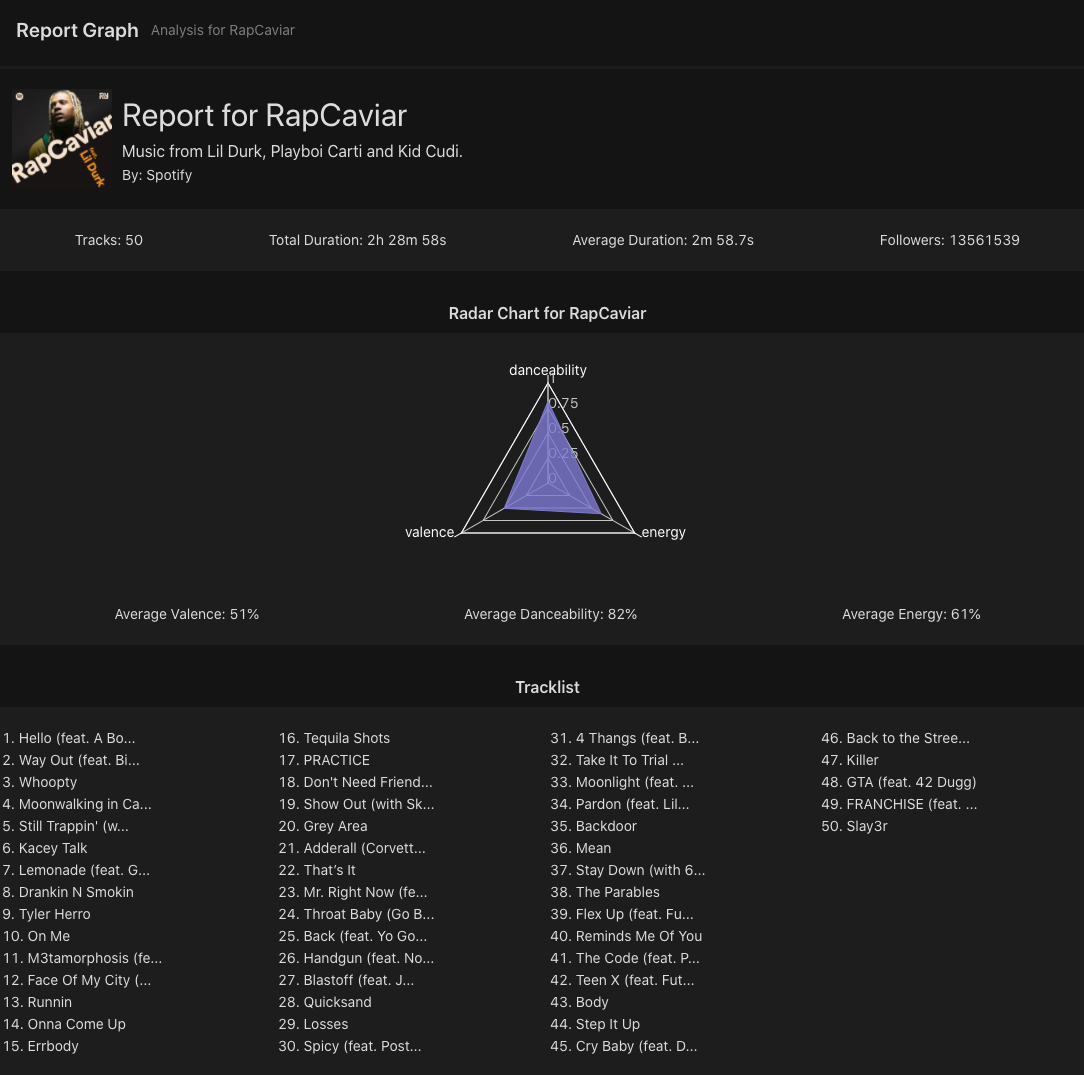 Report Graph Analysis for RapCaviar
RapCaviar
feat.
Lil Durk
Report for RapCaviar
Music from Lil Durk, Playboi Carti and Kid Cudi.
By: Spotify
Tracks: 50 Total Duration: 2h 28m 58s Average Duration: 2m 58.7s Followers: 13561539
Radar Chart for RapCaviar
danceability
1
0.75
0.5
0.25
0
valence energy
Average Valence: 51% Average Danceability: 82% Average Energy: 61%
Tracklist
1. Hello (feat. A Bo...
2. Way Out (feat. Bi...
3. Whoopty
4. Moonwalking in Ca...
5. Still Trappin' (w...
6. Kacey Talk
7. Lemonade (feat. G...
8. Drankin N Smokin
9. Tyler Herro
10. On Me
11. M3tamorphosis (fe...
12. Face Of My City (...
13. Runnin
14. Onna Come Up
15. Errbody
16. Tequila Shots
17. PRACTICE
18. Don't Need Friend...
19. Show Out (with Sk...
20. Grey Area
21. Adderall (Corvett...
22. That’s It
23. Mr. Right Now (fe...
24. Throat Baby (Go B...
25. Back (feat. Yo Go...
26. Handgun (feat. No...
27. Blastoff (feat. J...
28. Quicksand
29. Losses
30. Spicy (feat. Post...
31. 4 Thangs (feat. B...
32. Take It To Trial ...
33. Moonlight (feat. ...
34. Pardon (feat. Lil...
35. Backdoor
36. Mean
37. Stay Down (with 6...
38. The Parables
39. Flex Up (feat. Fu...
40. Reminds Me Of You
41. The Code (feat. P...
42. Teen X (feat. Fut...
43. Body
44. Step It Up
45. Cry Baby (feat. D...
46. Back to the Stree...
47. Killer
48. GTA (feat. 42 Dugg)
49. FRANCHISE (feat. ...
50. Slay3r